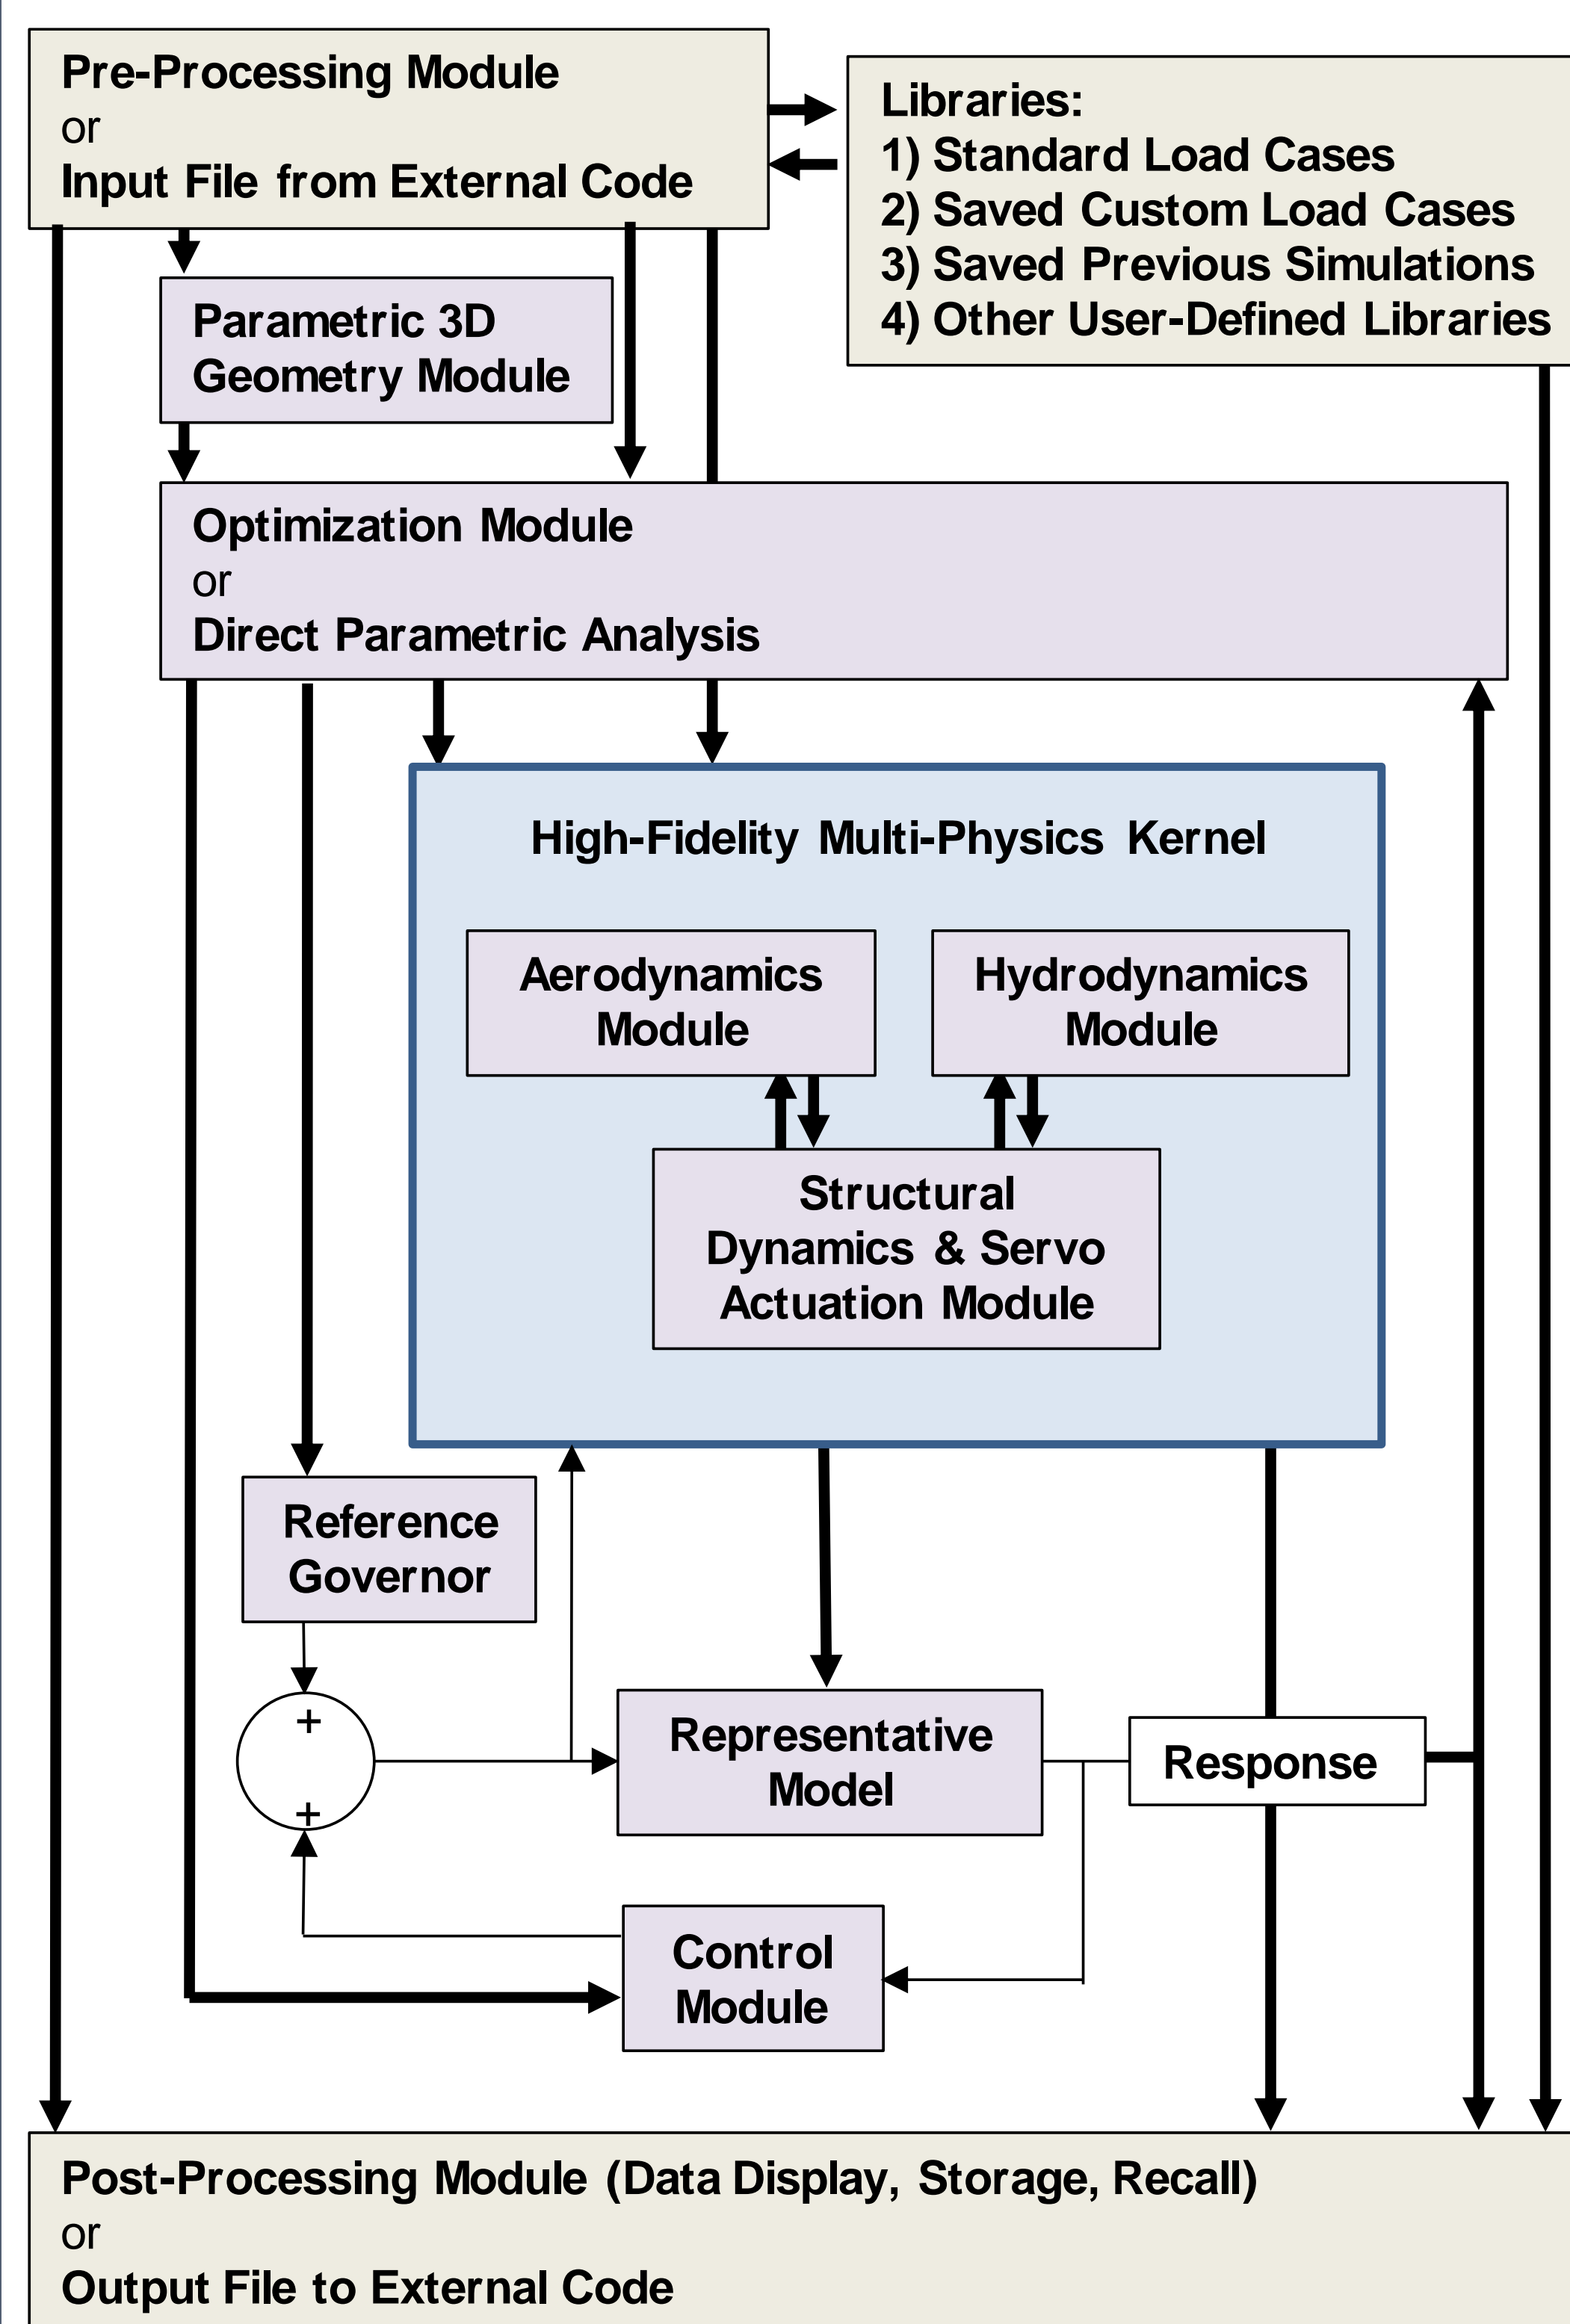 Pre-Processing Module
or
Input File from External Code
Libraries:
1) Standard Load Cases
2) Saved Custom Load Cases
3) Saved Previous Simulations
4) Other User-Defined Libraries
Parametric 3D
Geometry Module
Optimization Module
or
Direct Parametric Analysis
High-Fidelity Multi-Physics Kernel
Aerodynamics
Module
Hydrodynamics
Module
Structural
Dynamics & Servo
Actuation Module
Reference
Governor
+
+
Representative
Model
Response
Control
Module
Post-Processing Module (Data Display, Storage, Recall)
or
Output File to External Code